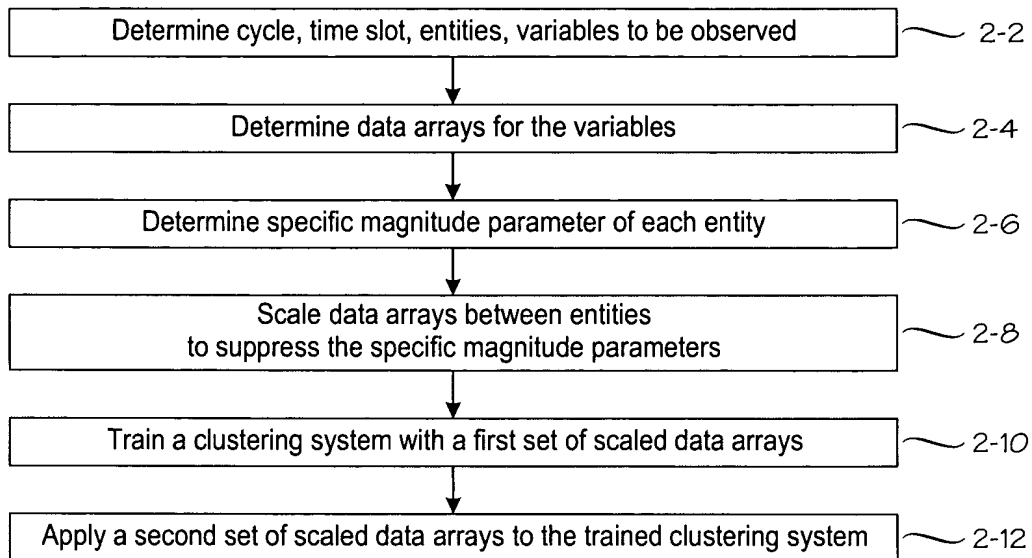 Determine cycle, time slot, entities, variables to be observed 2-2
Determine data arrays for the variables 2-4
Determine specific magnitude parameter of each entity 2-6
Scale data arrays between entities
to suppress the specific magnitude parameters 2-8
Train a clustering system with a first set of scaled data arrays 2-10
Apply a second set of scaled data arrays to the trained clustering system 2-12